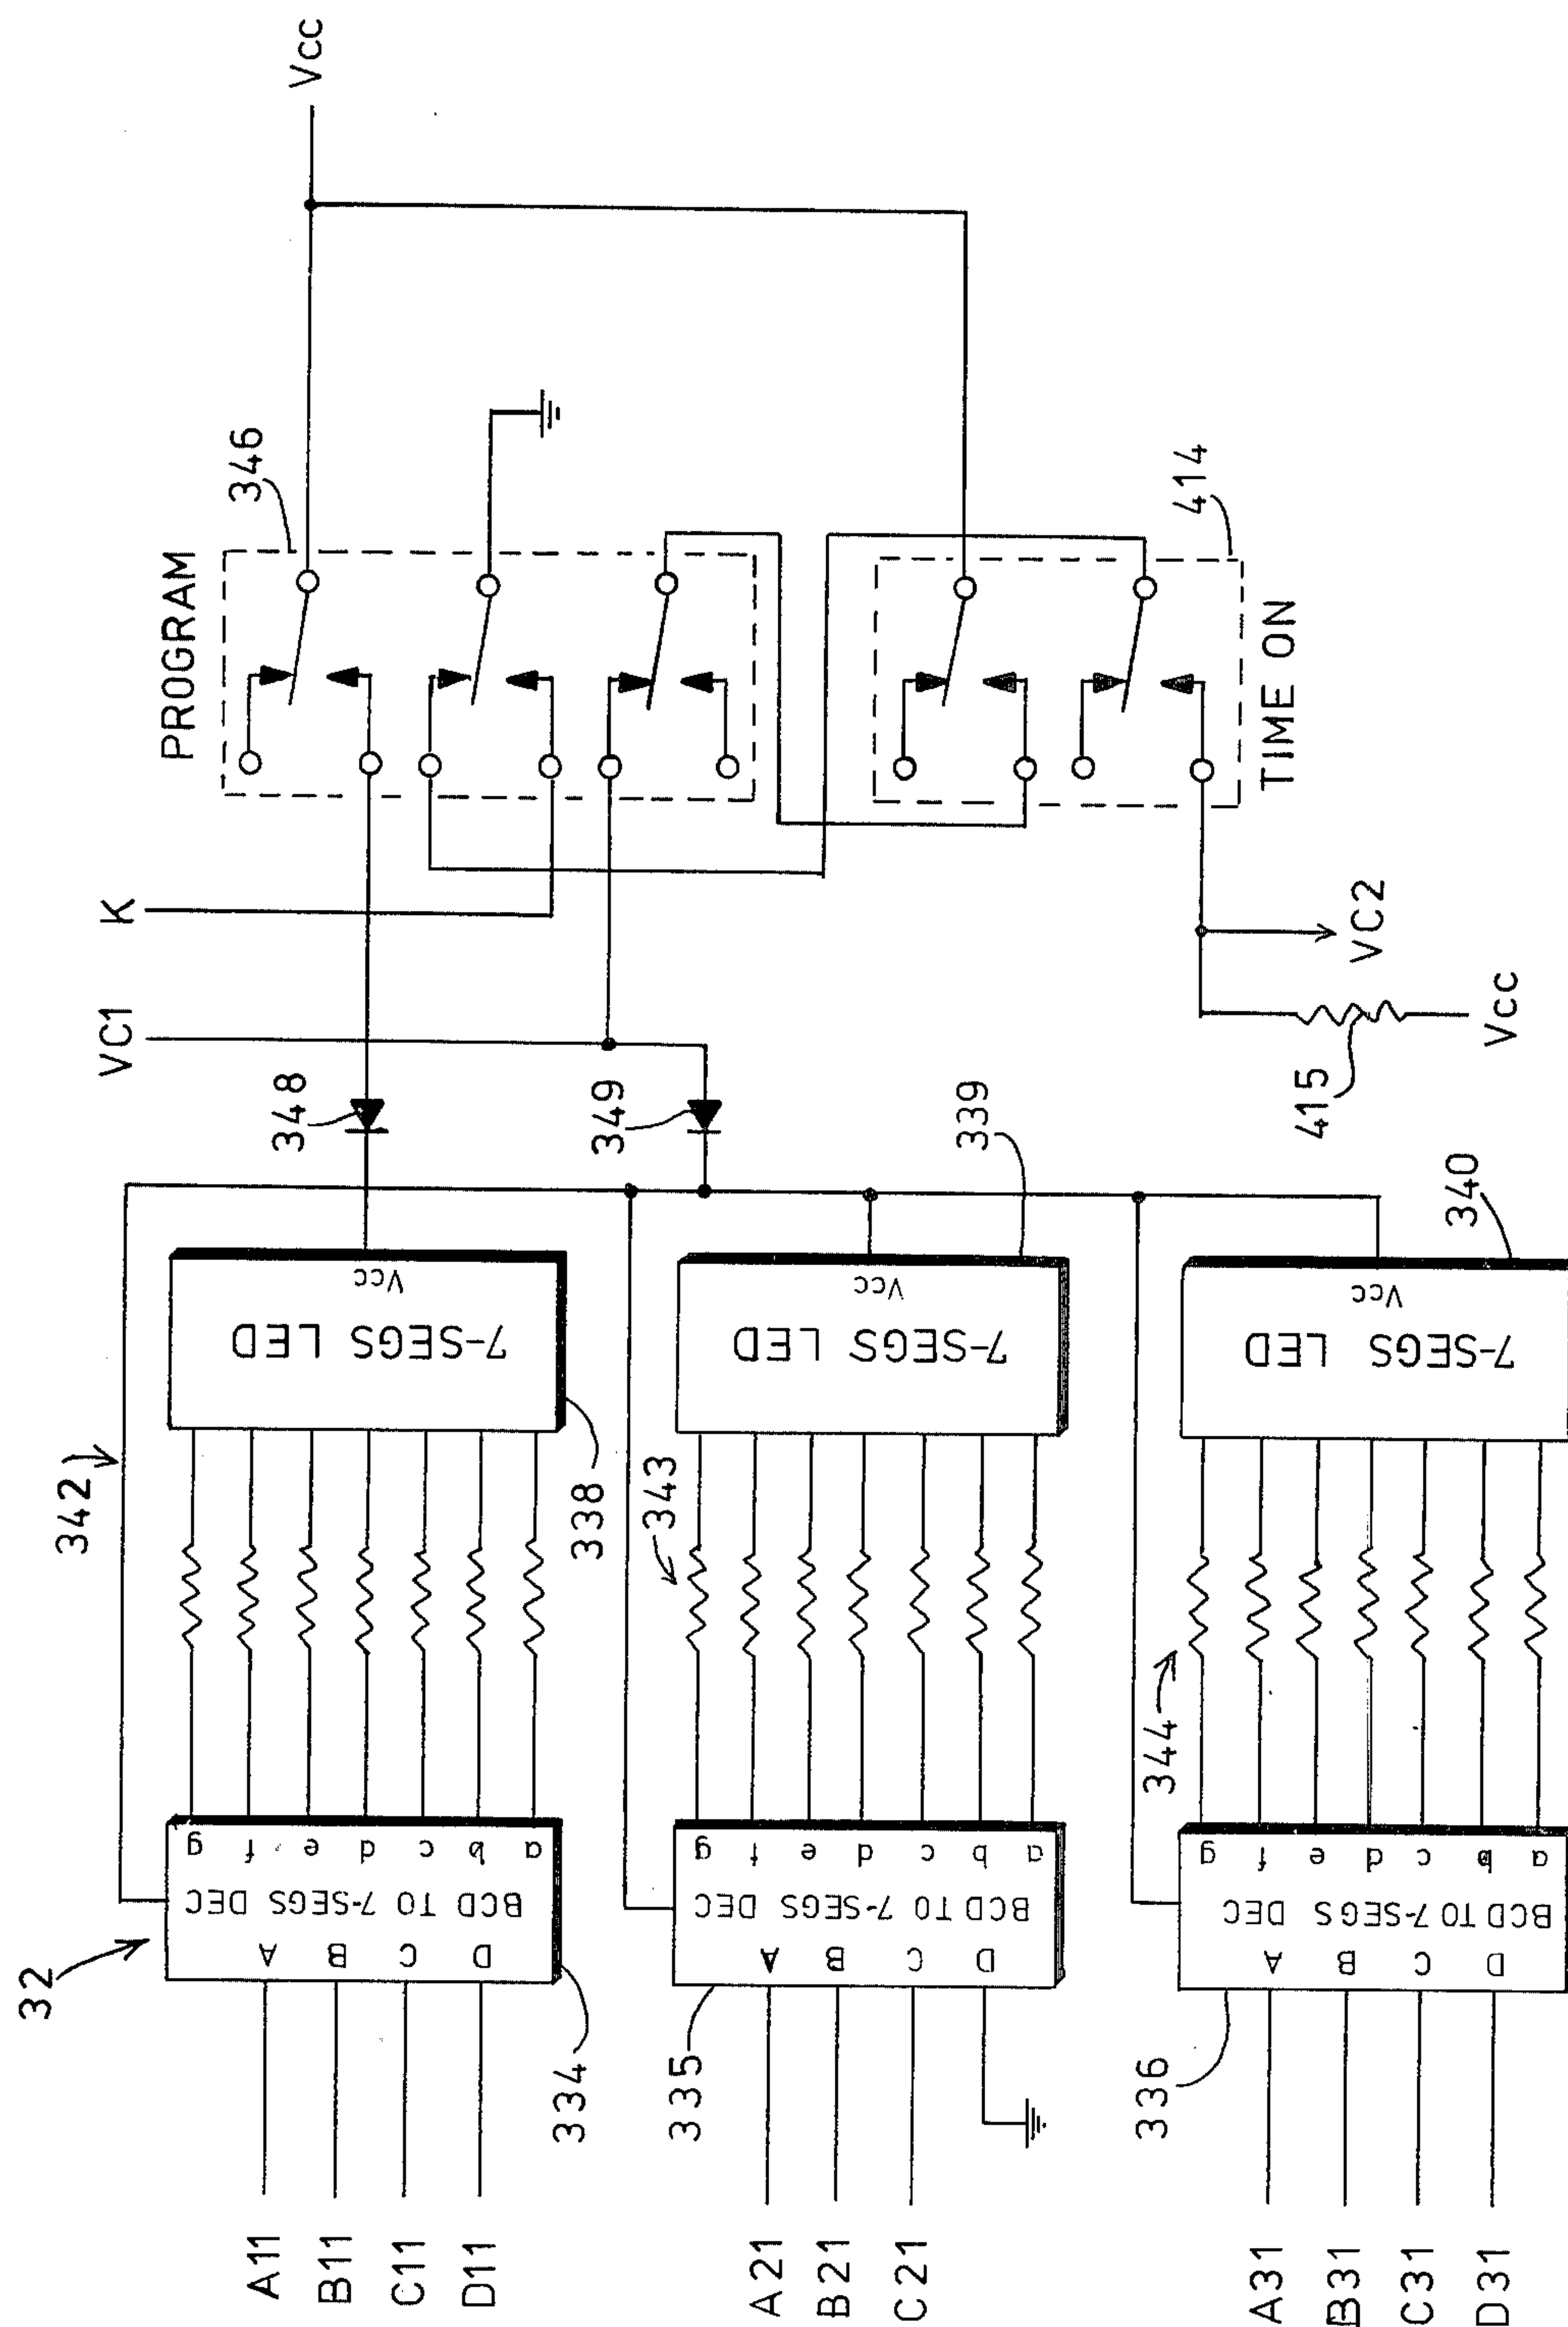 Vcc
346
PROGRAM
414
TIME ON
K
VC1
VC2
Vcc
415
348
349
339
340
Vcc
7-SEGS LED
Vcc
7-SEGS LED
Vcc
7-SEGS LED
342
338
343
344
32
g f e d c b a
BCD TO 7-SEGS DEC
A B C D
334
g f e d c b a
BCD TO 7-SEGS DEC
A B C D
335
g f e d c b a
BCD TO 7-SEGS DEC
A B C D
336
A11
B11
C11
D11
A21
B21
C21
A31
B31
C31
D31